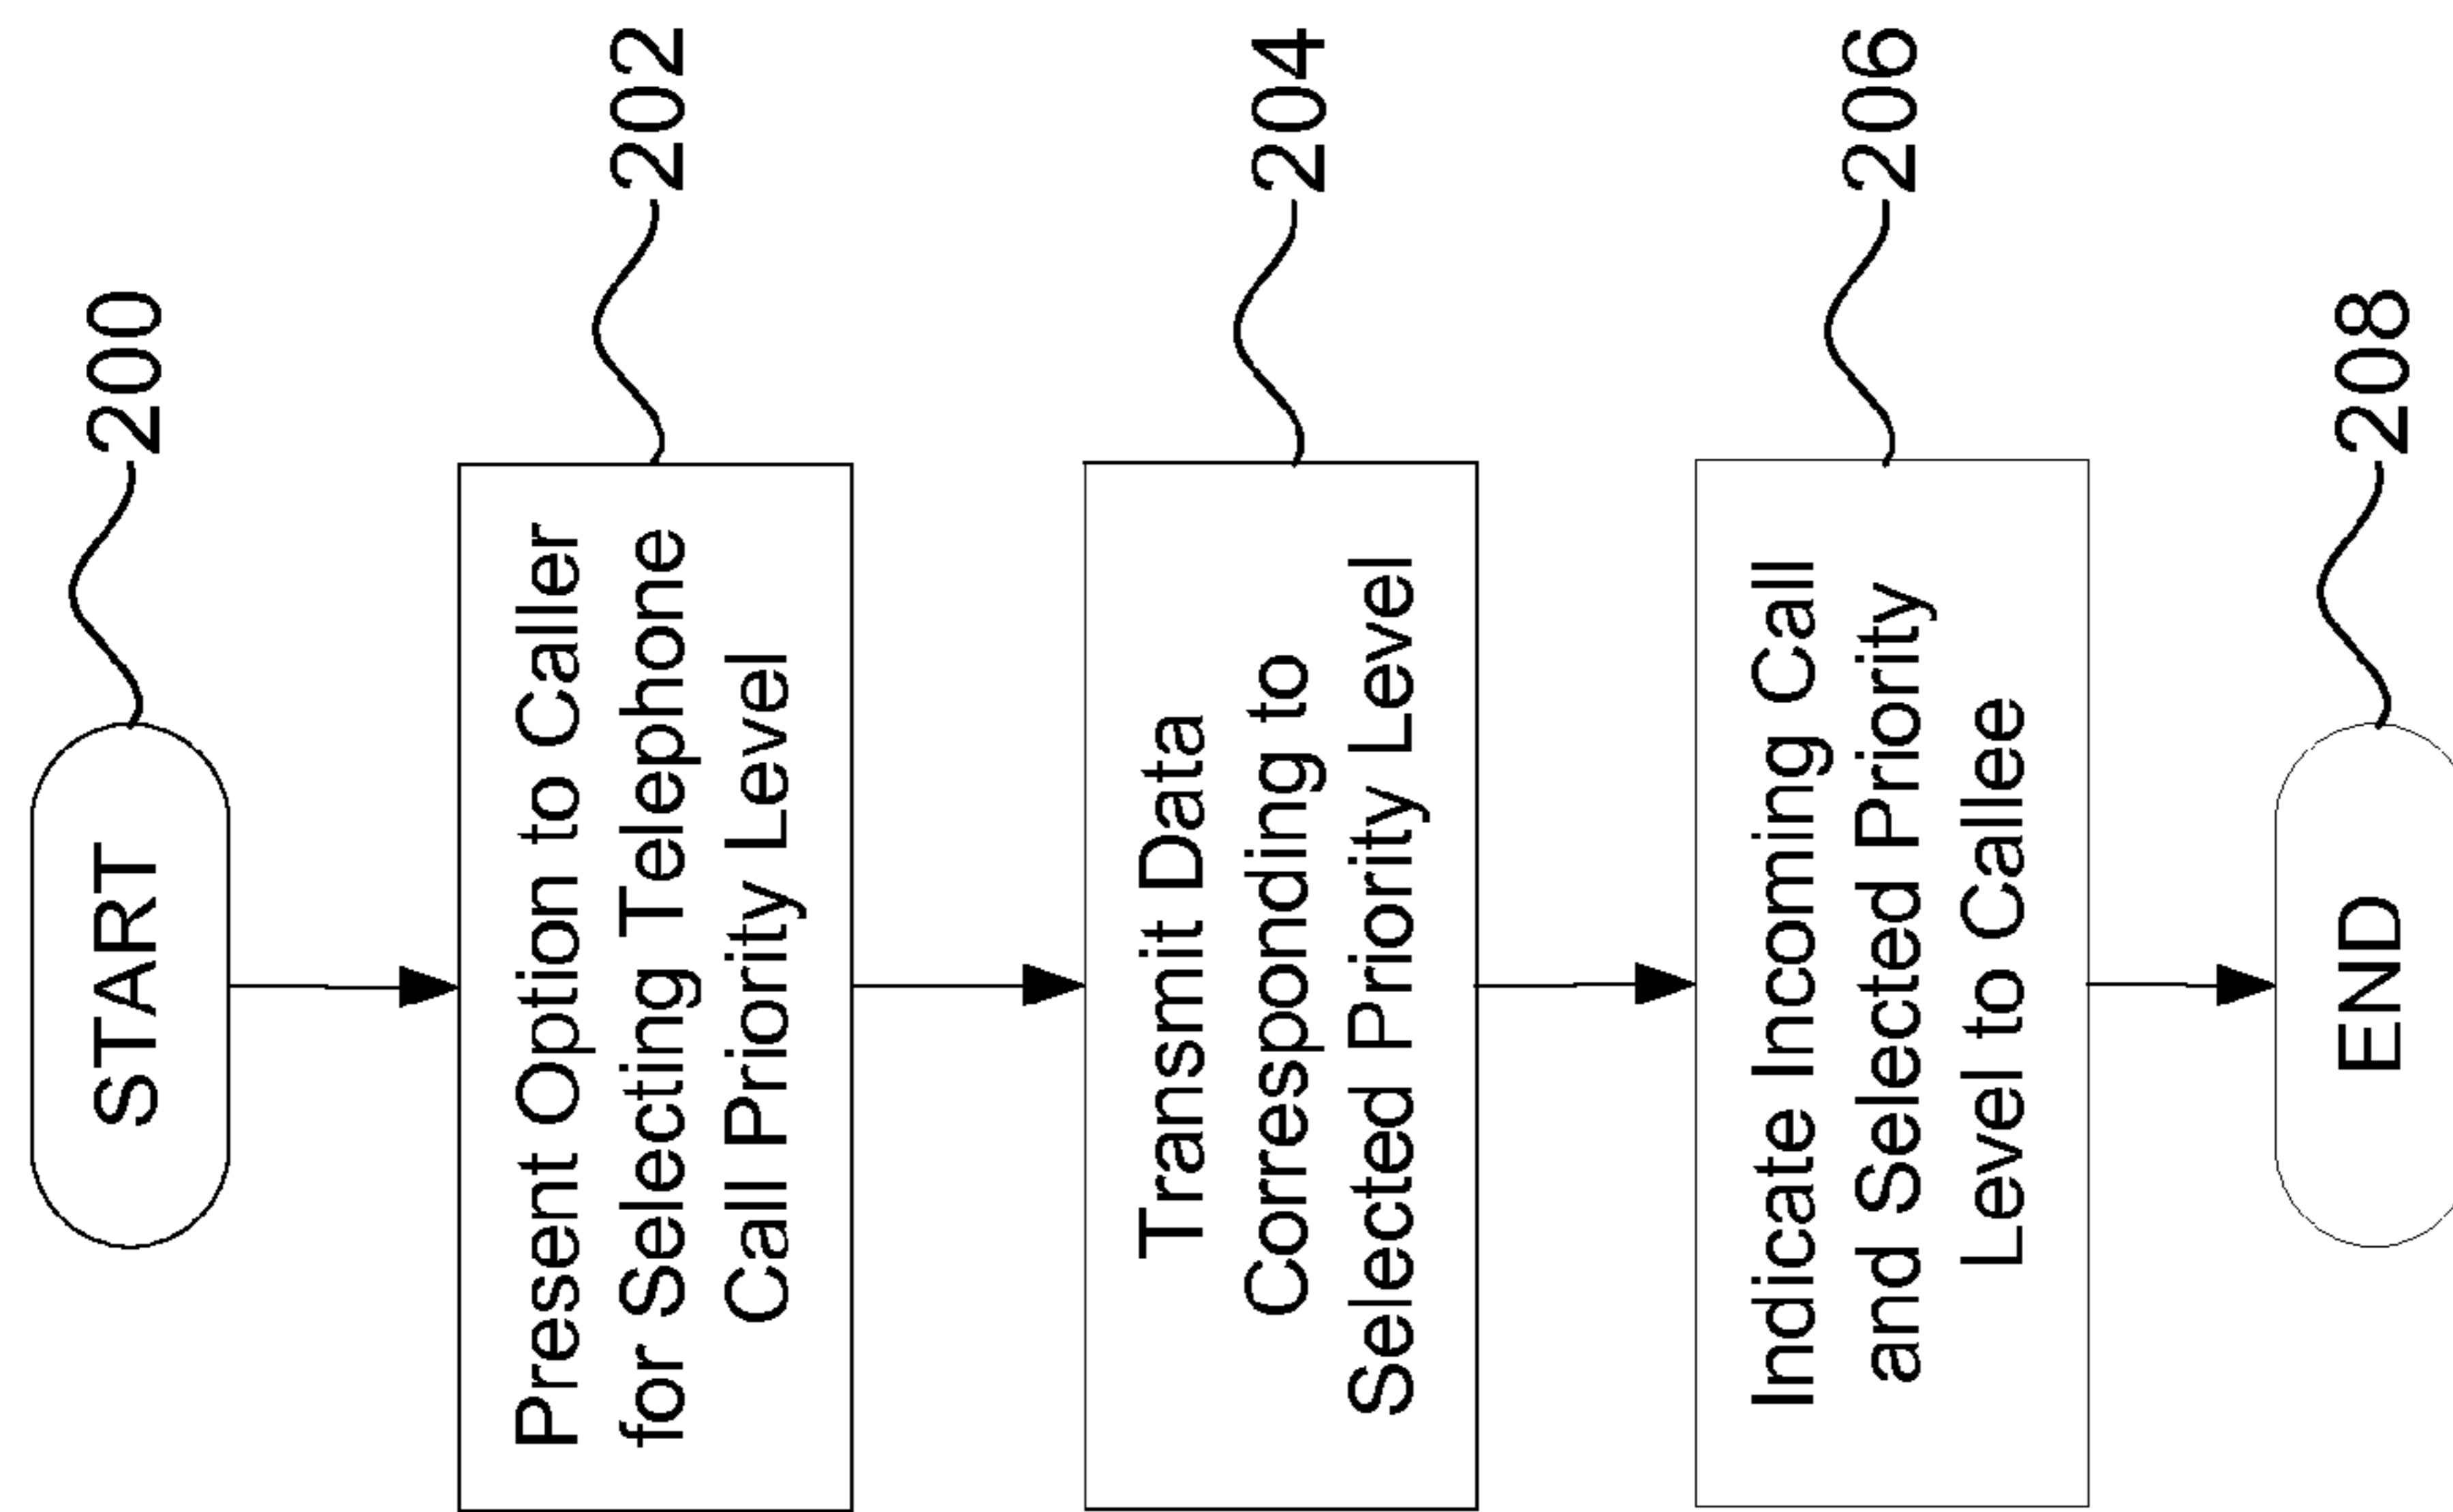 START
200
Present Option to Caller
for Selecting Telephone
Call Priority Level
202
Transmit Data
Corresponding to
Selected Priority Level
204
Indicate Incoming Call
and Selected Priority
Level to Callee
206
END
208